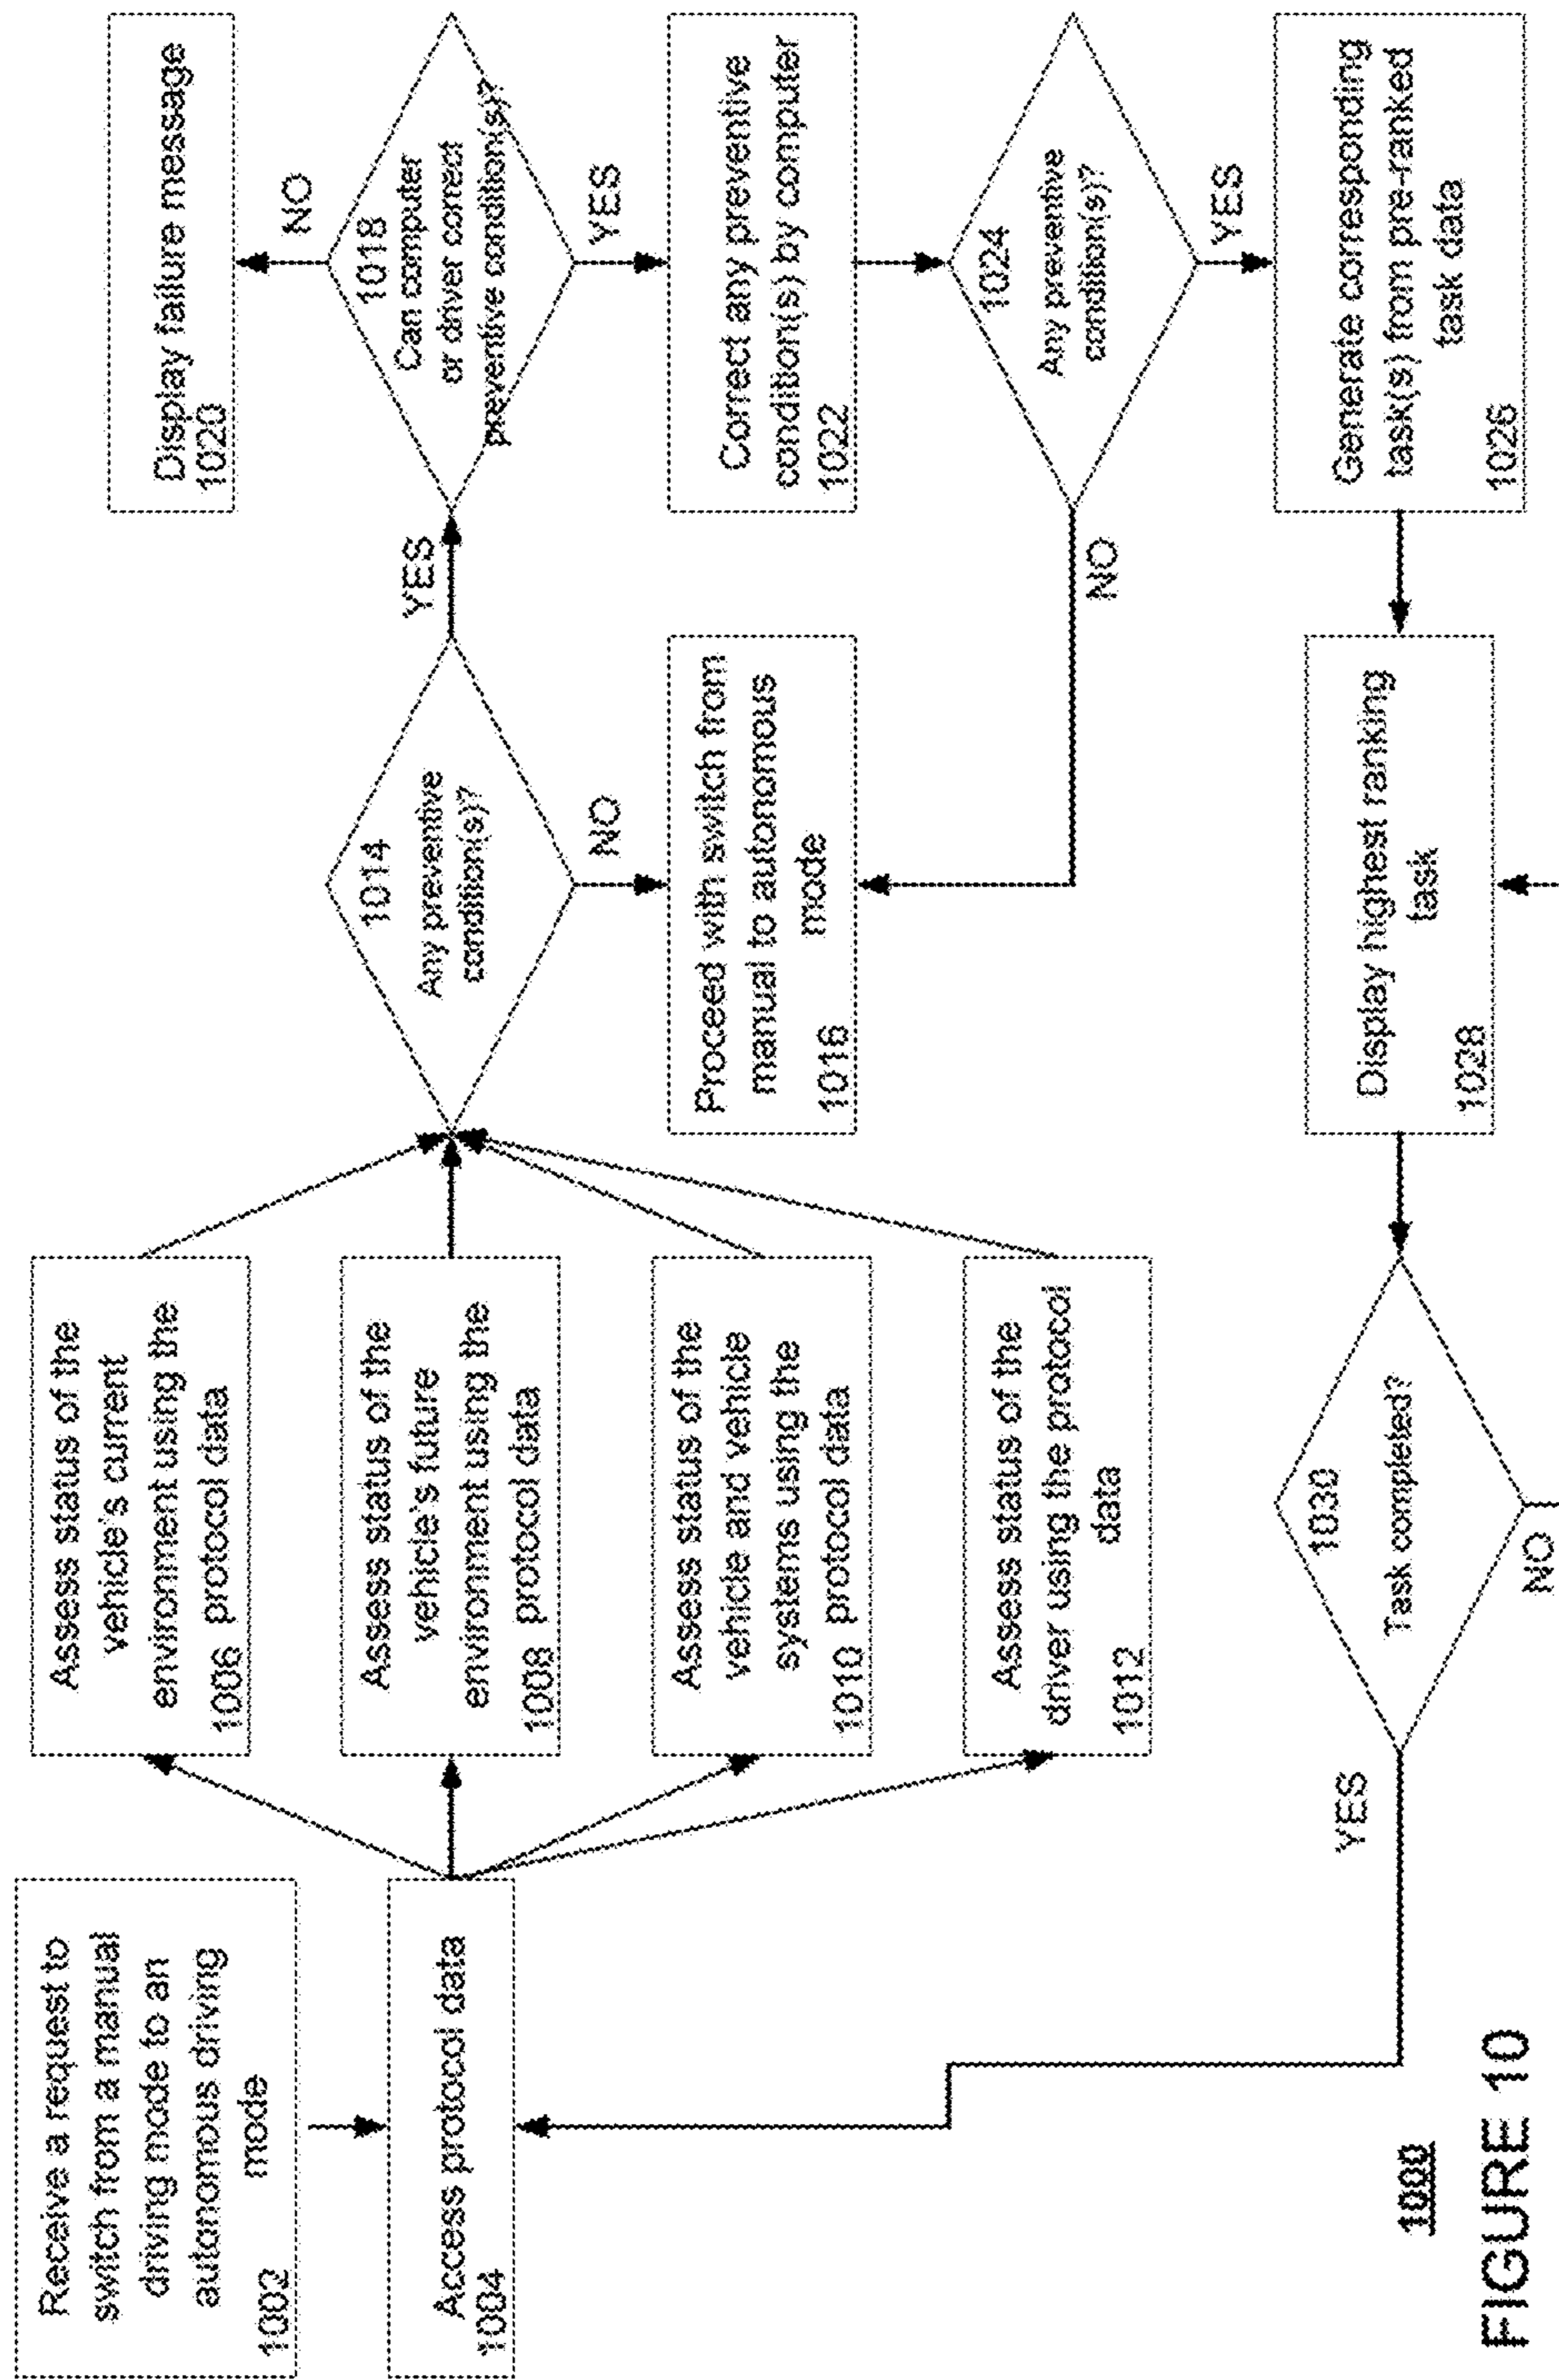 Receive a request to
switch from a manual
driving mode to an
autonomous driving
mode
1002
Access protocol data
1004
Assess status of the
vehicle's current
environment using the
1006 protocol data
Assess status of the
vehicle's future
environment using the
1008 protocol data
Assess status of the
vehicle and vehicle
systems using the
1010 protocol data
Assess status of the
driver using the protocol
data
1012
1014
Any preventive
condition(s)?
YES
NO
Proceed with switch from
manual to autonomous
mode
1016
Display failure message
1020
NO
1018
Can computer
or driver correct
preventive condition(s)?
YES
Correct any preventive
condition(s) by computer
1022
1024
Any preventive
condition(s)?
NO
YES
Generate corresponding
task(s) from pre-ranked
task data
1026
Display highest ranking
task
1028
1030
Task completed?
YES
NO
1000
FIGURE 10